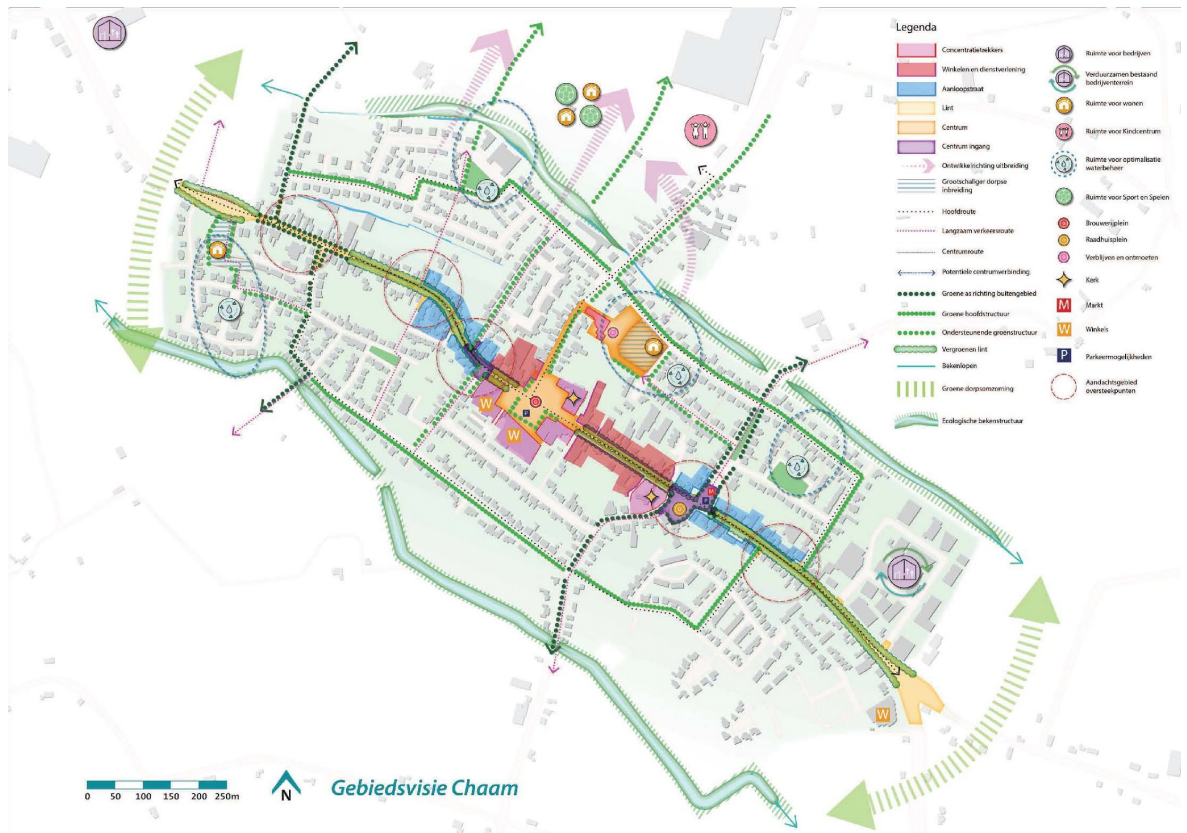 Legenda
Concentratietrekkers
Winkelen en dienstverlening
Aanloopstraat
Lint
Centrum
Centrum ingang
Ontwikkelrichting uitbreiding
Grootschaliger dorpse
inbreiding
Hoofdroute
Langzaam verkeersroute
Centrumroute
Potentiele centrumverbinding
Groene as richting buitengebied
Groene hoofdstructuur
Ondersteunende groenstructuur
Vergroenen lint
Bekenlopen
Groene dorpsomzoming
Ecologische bekenstructuur
Ruimte voor bedrijven
Verduurzamen bestaand
bedrijventerrein
Ruimte voor wonen
Ruimte voor Kindcentrum
Ruimte voor optimalisatie
waterbeheer
Ruimte voor Sport en Spelen
Brouwerijplein
Raadhuisplein
Verblijven en ontmoeten
Kerk
M Markt
W Winkels
P Parkeermogelijkheden
Aandachtsgebied
oversteekpunten
W
P
W
M
P
W
0 50 100 150 200 250m
N
Gebiedsvisie Chaam